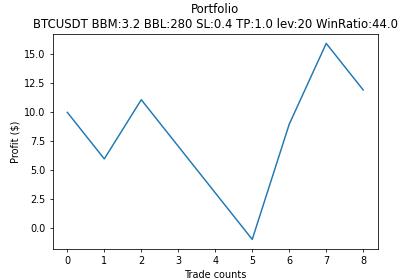 Portfolio
BTCUSDT BBM:3.2 BBL:280 SL:0.4 TP:1.0 lev:20 WinRatio:44.0
15.0
12.5
10.0
7.5
5.0
2.5
0.0
Profit ($)
0 1 2 3 4 5 6 7 8
Trade counts